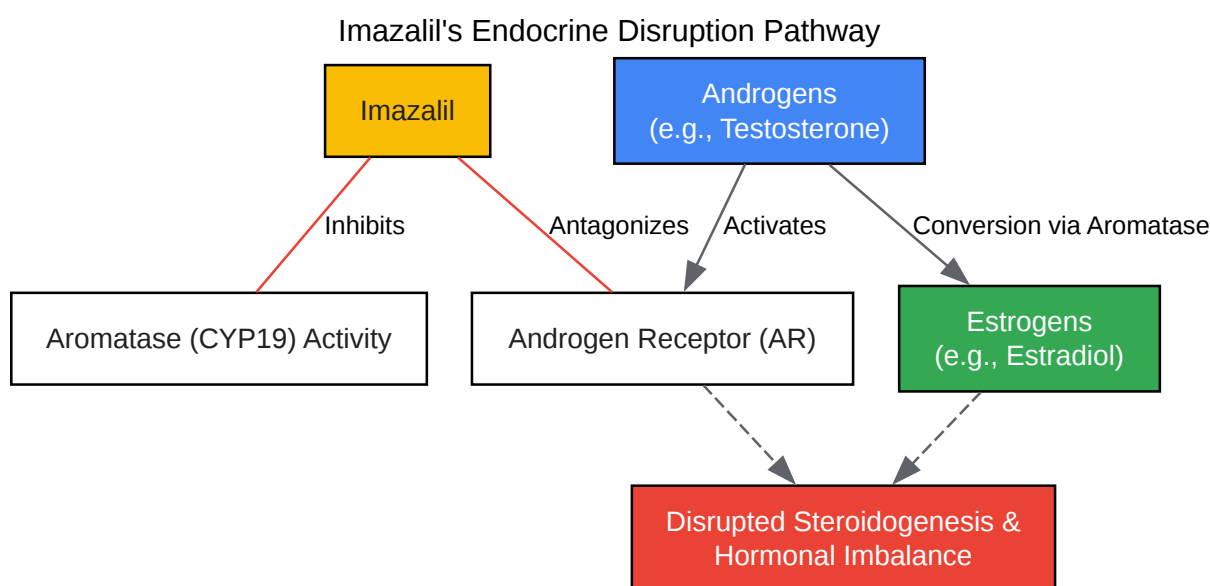 Imazalil's Endocrine Disruption Pathway
Imazalil
Androgens
(e.g., Testosterone)
Inhibits
Antagonizes
Activates
Conversion via Aromatase
Aromatase (CYP19) Activity
Androgen Receptor (AR)
Estrogens
(e.g., Estradiol)
Disrupted Steroidogenesis &
Hormonal Imbalance